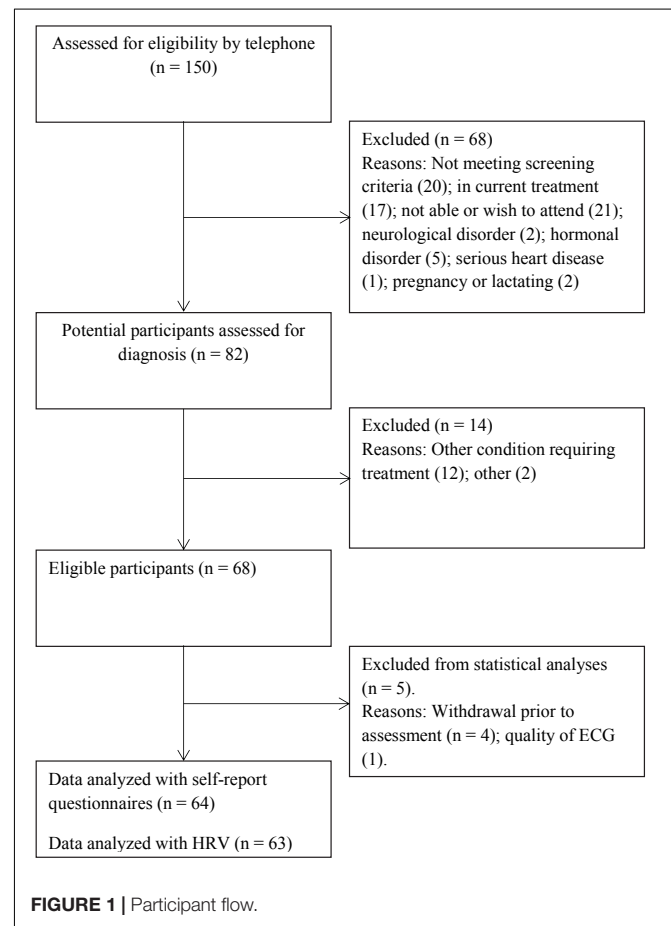 Assessed for eligibility by telephone
(n = 150)
Excluded (n = 68)
Reasons: Not meeting screening
criteria (20); in current treatment
(17); not able or wish to attend (21);
neurological disorder (2); hormonal
disorder (5); serious heart disease
(1); pregnancy or lactating (2)
Potential participants assessed for
diagnosis (n = 82)
Excluded (n = 14)
Reasons: Other condition requiring
treatment (12); other (2)
Eligible participants (n = 68)
Excluded from statistical analyses
(n = 5).
Reasons: Withdrawal prior to
assessment (n = 4); quality of ECG
(1).
Data analyzed with self-report
questionnaires (n = 64)
Data analyzed with HRV (n = 63)
FIGURE 1 | Participant flow.